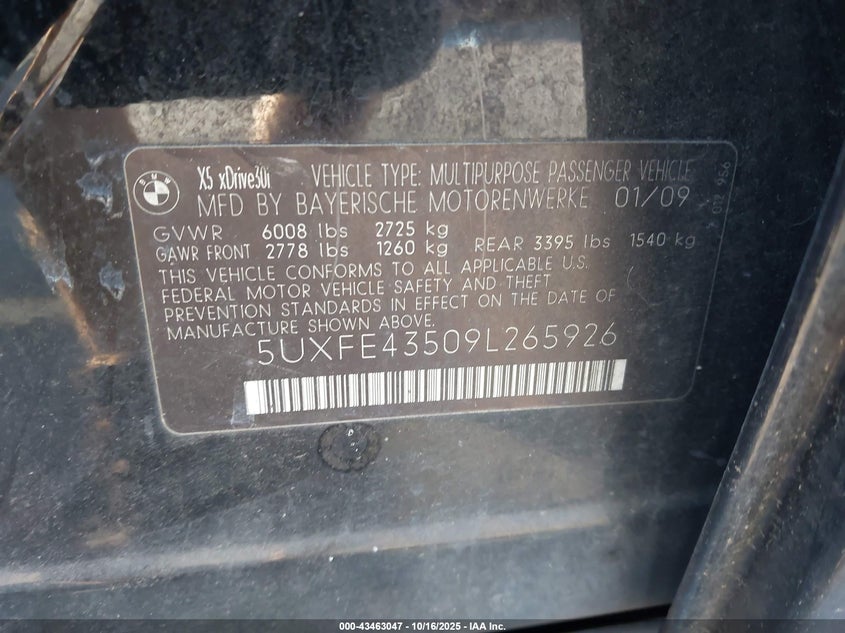 BMW
X5 xDrive30i VEHICLE TYPE: MULTIPURPOSE PASSENGER VEHICLE
MFD BY BAYERISCHE MOTORENWERKE 01/09
GVWR 6008 lbs 2725 kg
GAWR FRONT 2778 lbs 1260 kg REAR 3395 lbs 1540 kg
THIS VEHICLE CONFORMS TO ALL APPLICABLE U.S.
FEDERAL MOTOR VEHICLE SAFETY AND THEFT
PREVENTION STANDARDS IN EFFECT ON THE DATE OF
MANUFACTURE SHOWN ABOVE.
5UXFE43509L265926
000-43463047 - 10/16/2025 - IAA Inc.